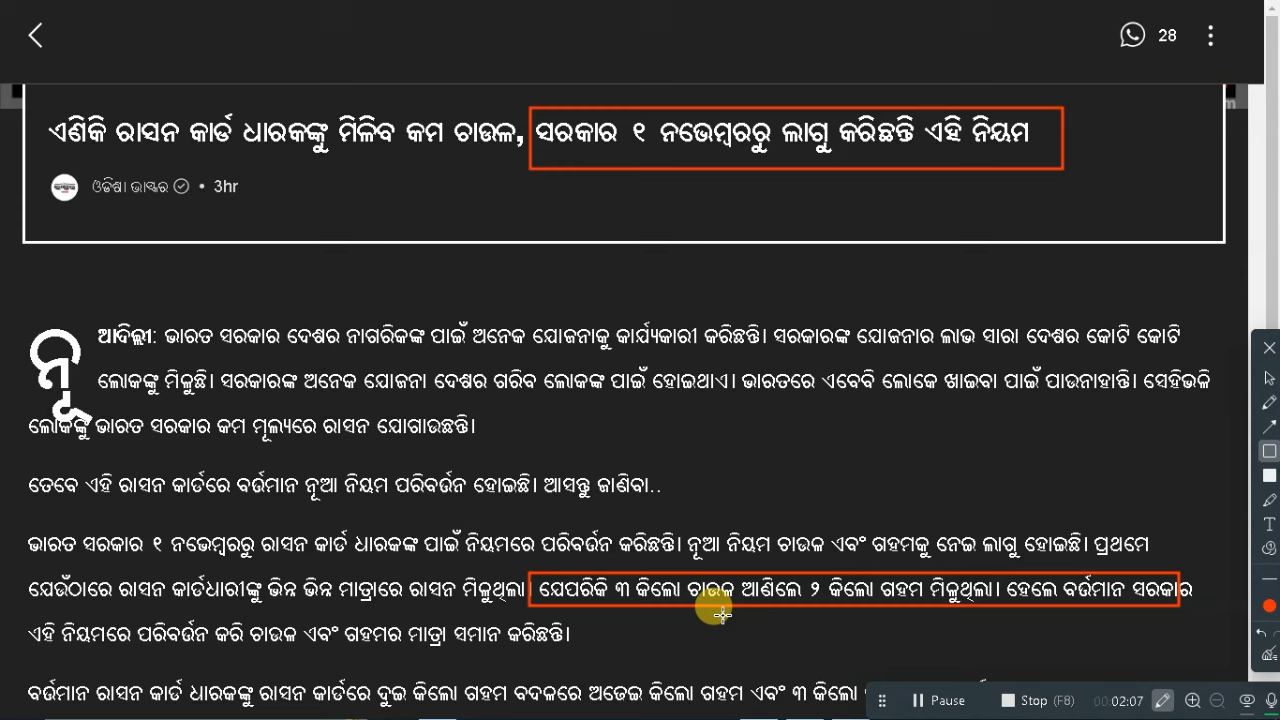 28
ଏଣିକି ରାସନ କାର୍ଡ ଧାରକଙ୍କୁ ମିଳିବ କମ ଚାଉଳ, ସରକାର ୧ ନଭେମ୍ବରରୁ ଲାଗୁ କରିଛନ୍ତି ଏହି ନିୟମ
ଓଡିଶା ଭାସ୍କର • 3hr
ନୂଆଦିଲ୍ଲୀ: ଭାରତ ସରକାର ଦେଶର ନାଗରିକଙ୍କ ପାଇଁ ଅନେକ ଯୋଜନାକୁ କାର୍ଯ୍ୟକାରୀ କରିଛନ୍ତି। ସରକାରଙ୍କ ଯୋଜନାର ଲାଭ ସାରା ଦେଶର କୋଟି କୋଟି
ଲୋକଙ୍କୁ ମିଳୁଛି। ସରକାରଙ୍କ ଅନେକ ଯୋଜନା ଦେଶର ଗରିବ ଲୋକଙ୍କ ପାଇଁ ହୋଇଥାଏ। ଭାରତରେ ଏବେବି ଲୋକେ ଖାଇବା ପାଇଁ ପାଉନାହାନ୍ତି। ସେହିଭଳି
ଲୋକଙ୍କୁ ଭାରତ ସରକାର କମ ମୂଲ୍ୟରେ ରାସନ ଯୋଗାଉଛନ୍ତି।
ତେବେ ଏହି ରାସନ କାର୍ଡରେ ବର୍ତ୍ତମାନ ନୂଆ ନିୟମ ପରିବର୍ତ୍ତନ ହୋଇଛି। ଆସନ୍ତୁ ଜାଣିବା..
ଭାରତ ସରକାର ୧ ନଭେମ୍ବରରୁ ରାସନ କାର୍ଡ ଧାରକଙ୍କ ପାଇଁ ନିୟମରେ ପରିବର୍ତ୍ତନ କରିଛନ୍ତି। ନୂଆ ନିୟମ ଚାଉଳ ଏବଂ ଗହମକୁ ନେଇ ଲାଗୁ ହୋଇଛି। ପ୍ରଥମେ
ଯେଉଁଠାରେ ରାସନ କାର୍ଡଧାରୀଙ୍କୁ ଭିନ୍ନ ଭିନ୍ନ ମାତ୍ରାରେ ରାସନ ମିଳୁଥିଲା। ଯେପରିକି ୩ କିଲୋ ଚାଉଳ ଆଣିଲେ ୨ କିଲୋ ଗହମ ମିଳୁଥିଲା। ହେଲେ ବର୍ତ୍ତମାନ ସରକାର
ଏହି ନିୟମରେ ପରିବର୍ତ୍ତନ କରି ଚାଉଳ ଏବଂ ଗହମର ମାତ୍ରା ସମାନ କରିଛନ୍ତି।
ବର୍ତ୍ତମାନ ରାସନ କାର୍ଡ ଧାରକଙ୍କୁ ରାସନ କାର୍ଡରେ ଦୁଇ କିଲୋ ଗହମ ବଦଳରେ ଅଢେଇ କିଲୋ ଗହମ ଏବଂ ୩ କିଲୋ
Pause Stop (F8) 00:02:07